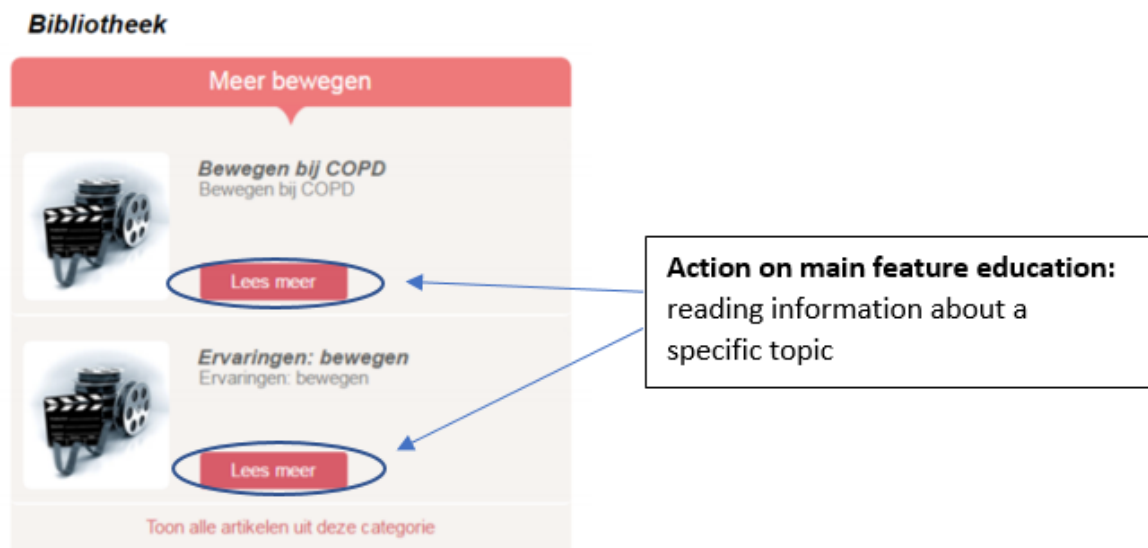 Bibliotheek
Meer bewegen
Bewegen bij COPD
Bewegen bij COPD
Lees meer
Ervaringen: bewegen
Ervaringen: bewegen
Lees meer
Toon alle artikelen uit deze categorie
Action on main feature education:
reading information about a
specific topic